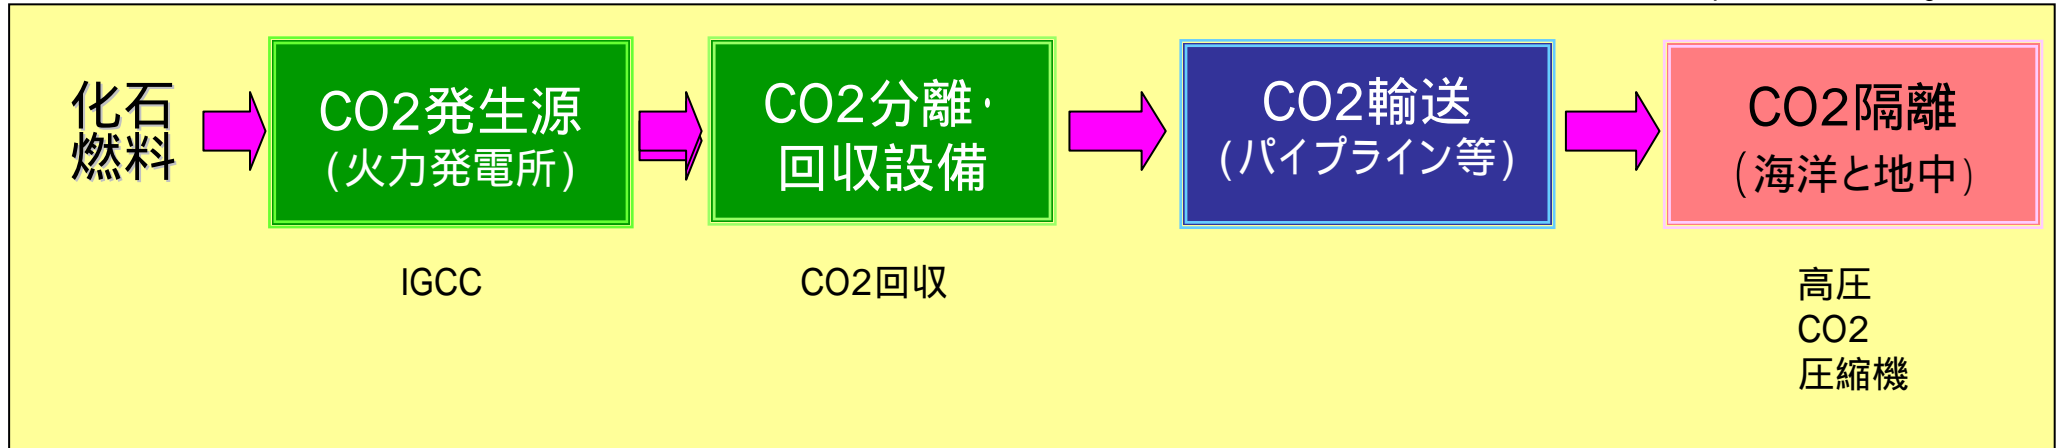 化石
燃料
CO2発生源
(火力発電所)
CO2分離・
回収設備
CO2輸送
(パイプライン等)
CO2隔離
(海洋と地中)
IGCC
CO2回収
高圧
CO2
圧縮機